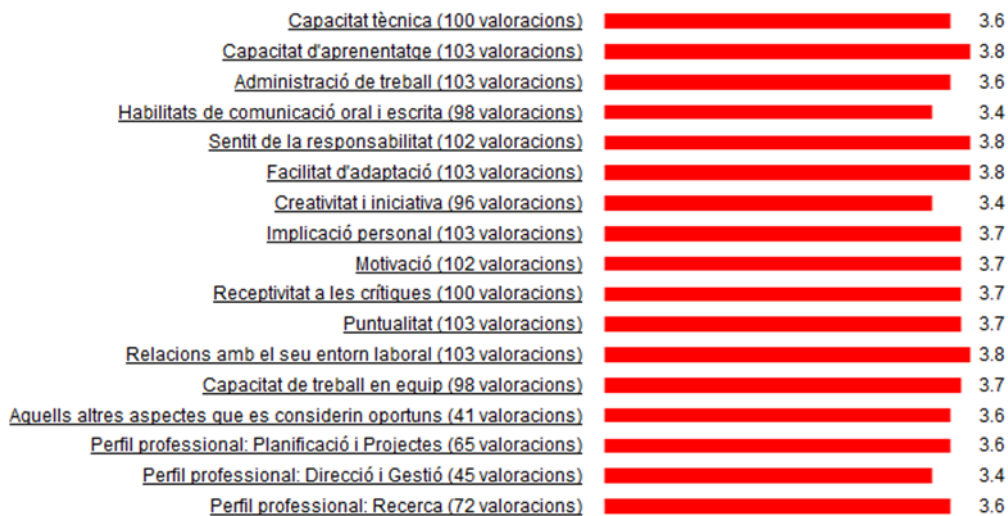 Capacitat tècnica (100 valoracions) 3.6
Capacitat d'aprenentatge (103 valoracions) 3.8
Administració de treball (103 valoracions) 3.6
Habilitats de comunicació oral i escrita (98 valoracions) 3.4
Sentit de la responsabilitat (102 valoracions) 3.8
Facilitat d'adaptació (103 valoracions) 3.8
Creativitat i iniciativa (96 valoracions) 3.4
Implicació personal (103 valoracions) 3.7
Motivació (102 valoracions) 3.7
Receptivitat a les crítiques (100 valoracions) 3.7
Puntualitat (103 valoracions) 3.7
Relacions amb el seu entorn laboral (103 valoracions) 3.8
Capacitat de treball en equip (98 valoracions) 3.7
Aquells altres aspectes que es considerin oportuns (41 valoracions) 3.6
Perfil professional: Planificació i Projectes (65 valoracions) 3.6
Perfil professional: Direcció i Gestió (45 valoracions) 3.4
Perfil professional: Recerca (72 valoracions) 3.6